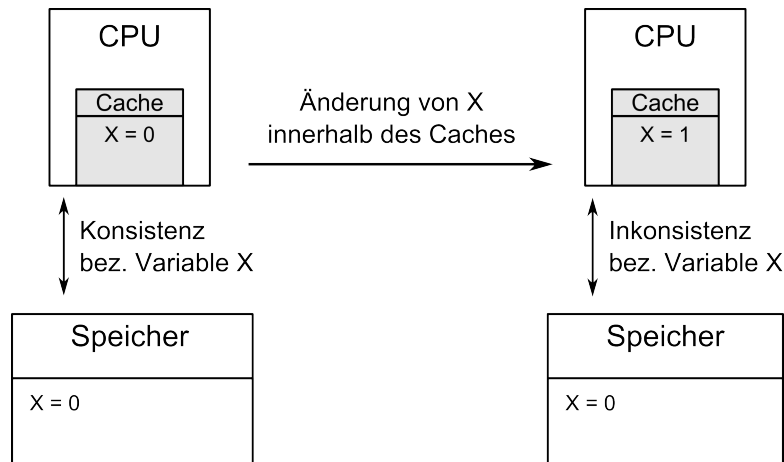 CPU
Cache
X = 0
Konsistenz
bez. Variable X
Speicher
X = 0
Änderung von X
innerhalb des Caches
CPU
Cache
X = 1
Inkonsistenz
bez. Variable X
Speicher
X = 0